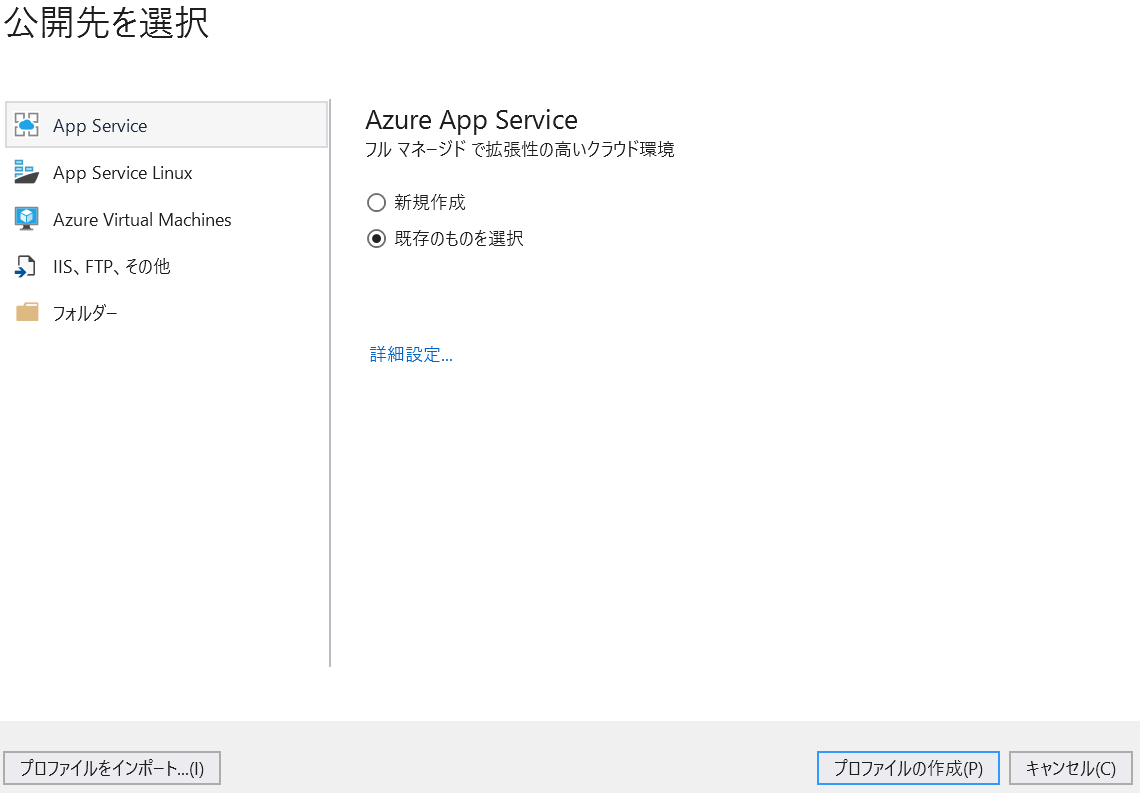 公開先を選択
App Service
App Service Linux
Azure Virtual Machines
IIS、FTP、その他
フォルダー
Azure App Service
フル マネージド で拡張性の高いクラウド環境
新規作成
既存のものを選択
詳細設定...
プロファイルをインポート...(I)
プロファイルの作成(P)
キャンセル(C)